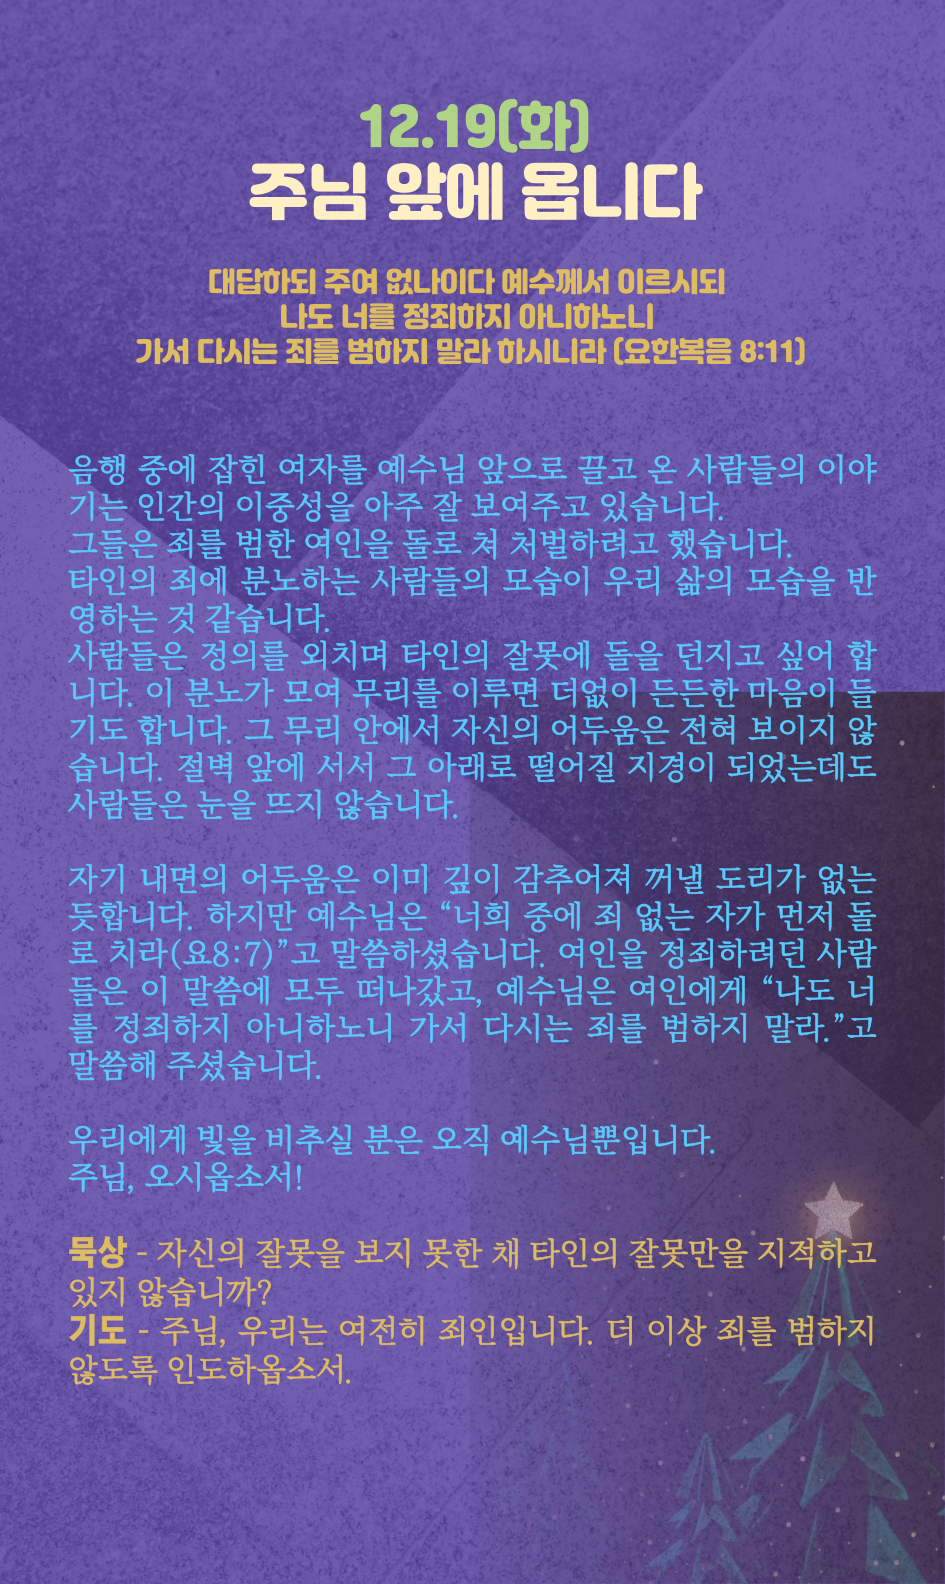 12.19(화)
주님 앞에 옵니다
대답하되 주여 없나이다 예수께서 이르시되
나도 너를 정죄하지 아니하노니
가서 다시는 죄를 범하지 말라 하시니라 (요한복음 8:11)
음행 중에 잡힌 여자를 예수님 앞으로 끌고 온 사람들의 이야
기는 인간의 이중성을 아주 잘 보여주고 있습니다.
그들은 죄를 범한 여인을 돌로 쳐 처벌하려고 했습니다.
타인의 죄에 분노하는 사람들의 모습이 우리 삶의 모습을 반
영하는 것 같습니다.
사람들은 정의를 외치며 타인의 잘못에 돌을 던지고 싶어 합
니다. 이 분노가 모여 무리를 이루면 더없이 든든한 마음이 들
기도 합니다. 그 무리 안에서 자신의 어두움은 전혀 보이지 않
습니다. 절벽 앞에 서서 그 아래로 떨어질 지경이 되었는데도
사람들은 눈을 뜨지 않습니다.
자기 내면의 어두움은 이미 깊이 감추어져 꺼낼 도리가 없는
듯합니다. 하지만 예수님은 “너희 중에 죄 없는 자가 먼저 돌
로 치라(요8:7)”고 말씀하셨습니다. 여인을 정죄하려던 사람
들은 이 말씀에 모두 떠나갔고, 예수님은 여인에게 “나도 너
를 정죄하지 아니하노니 가서 다시는 죄를 범하지 말라.”고
말씀해 주셨습니다.
우리에게 빛을 비추실 분은 오직 예수님뿐입니다.
주님, 오시옵소서!
묵상 - 자신의 잘못을 보지 못한 채 타인의 잘못만을 지적하고
있지 않습니까?
기도 - 주님, 우리는 여전히 죄인입니다. 더 이상 죄를 범하지
않도록 인도하옵소서.